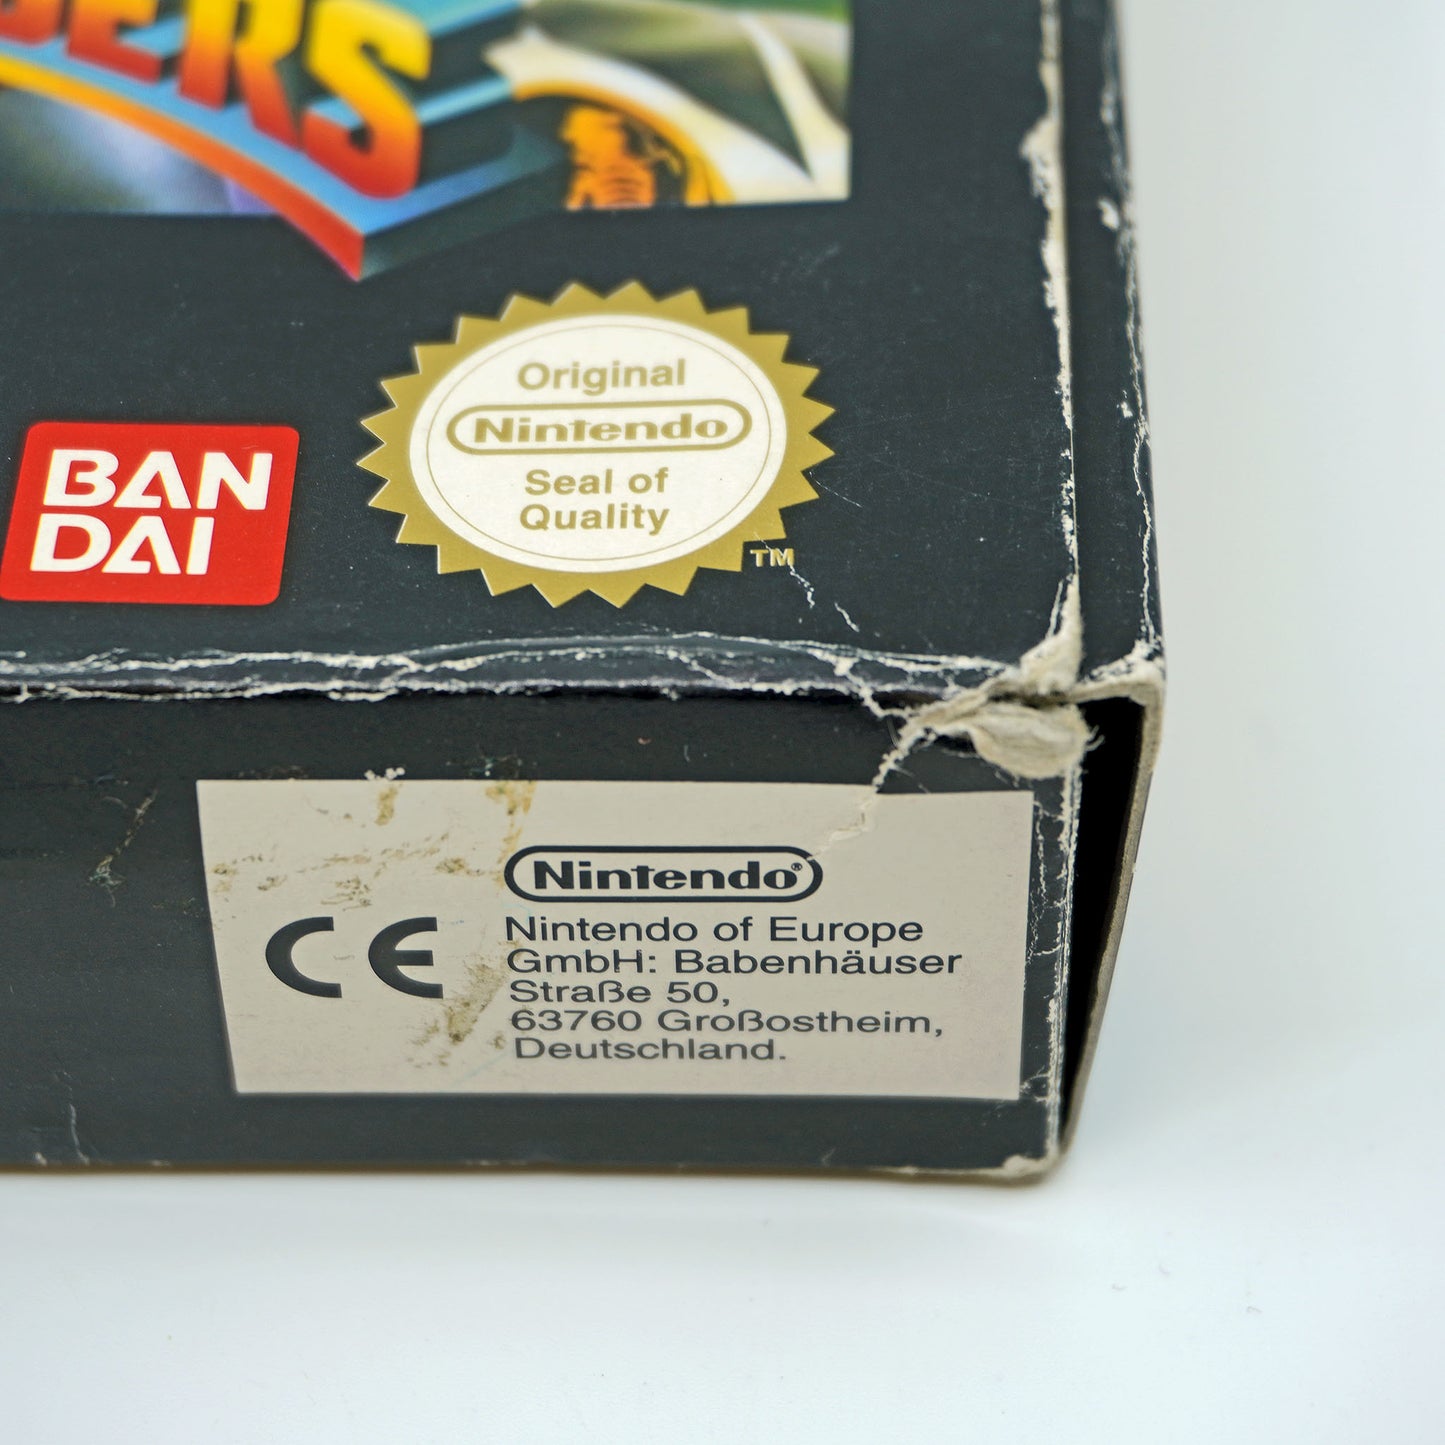 Original
Nintendo
Seal of
Quality
TM
BAN
DAI
Nintendo®
CE
Nintendo of Europe
GmbH: Babenhäuser
Straße 50,
63760 Großostheim,
Deutschland.